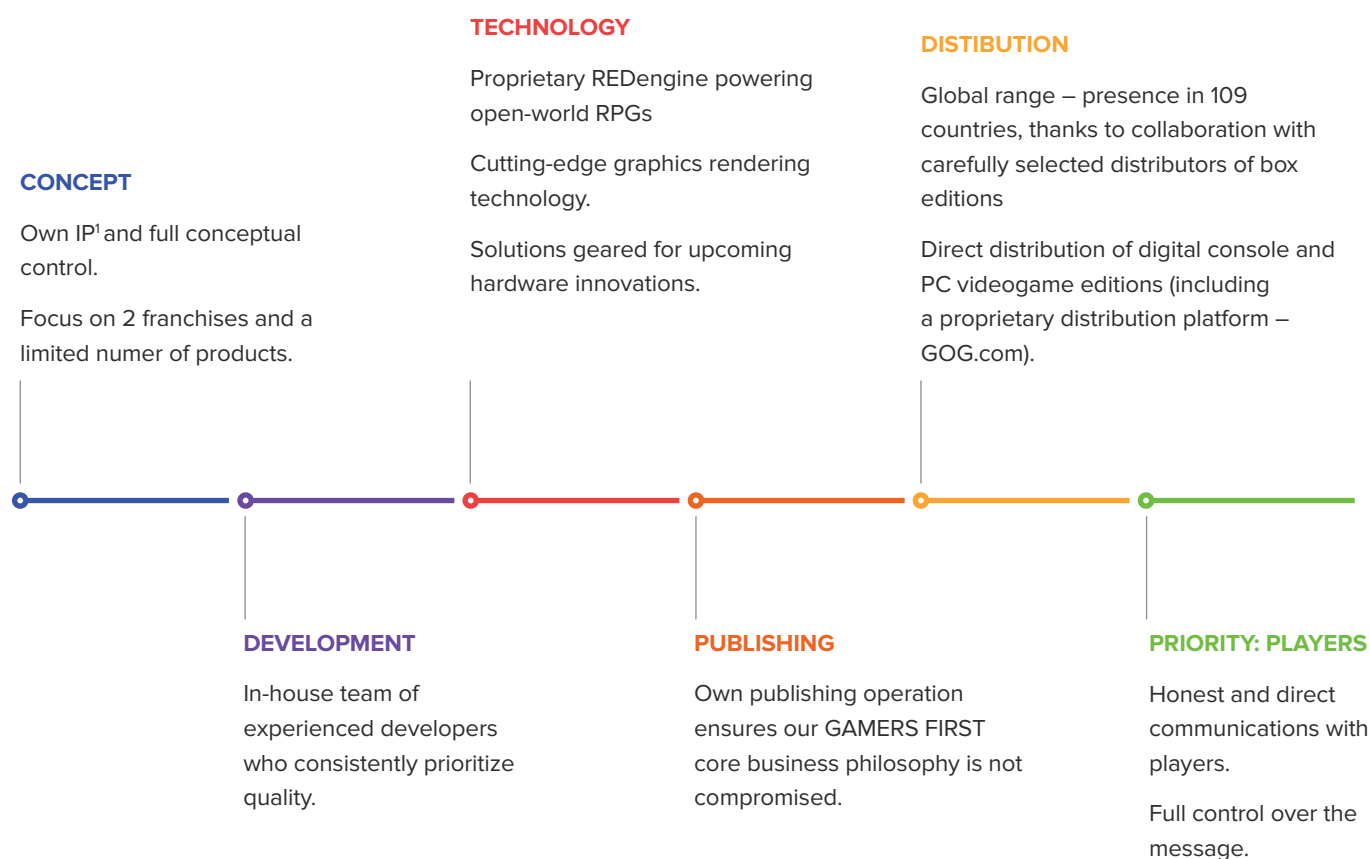 CONCEPT
Own IP¹ and full conceptual
control.
Focus on 2 franchises and a
limited numer of products.
DEVELOPMENT
In-house team of
experienced developers
who consistently prioritize
quality.
TECHNOLOGY
Proprietary REDengine powering
open-world RPGs
Cutting-edge graphics rendering
technology.
Solutions geared for upcoming
hardware innovations.
PUBLISHING
Own publishing operation
ensures our GAMERS FIRST
core business philosophy is not
compromised.
DISTIBUTION
Global range – presence in 109
countries, thanks to collaboration with
carefully selected distributors of box
editions
Direct distribution of digital console and
PC videogame editions (including
a proprietary distribution platform –
GOG.com).
PRIORITY: PLAYERS
Honest and direct
communications with
players.
Full control over the
message.